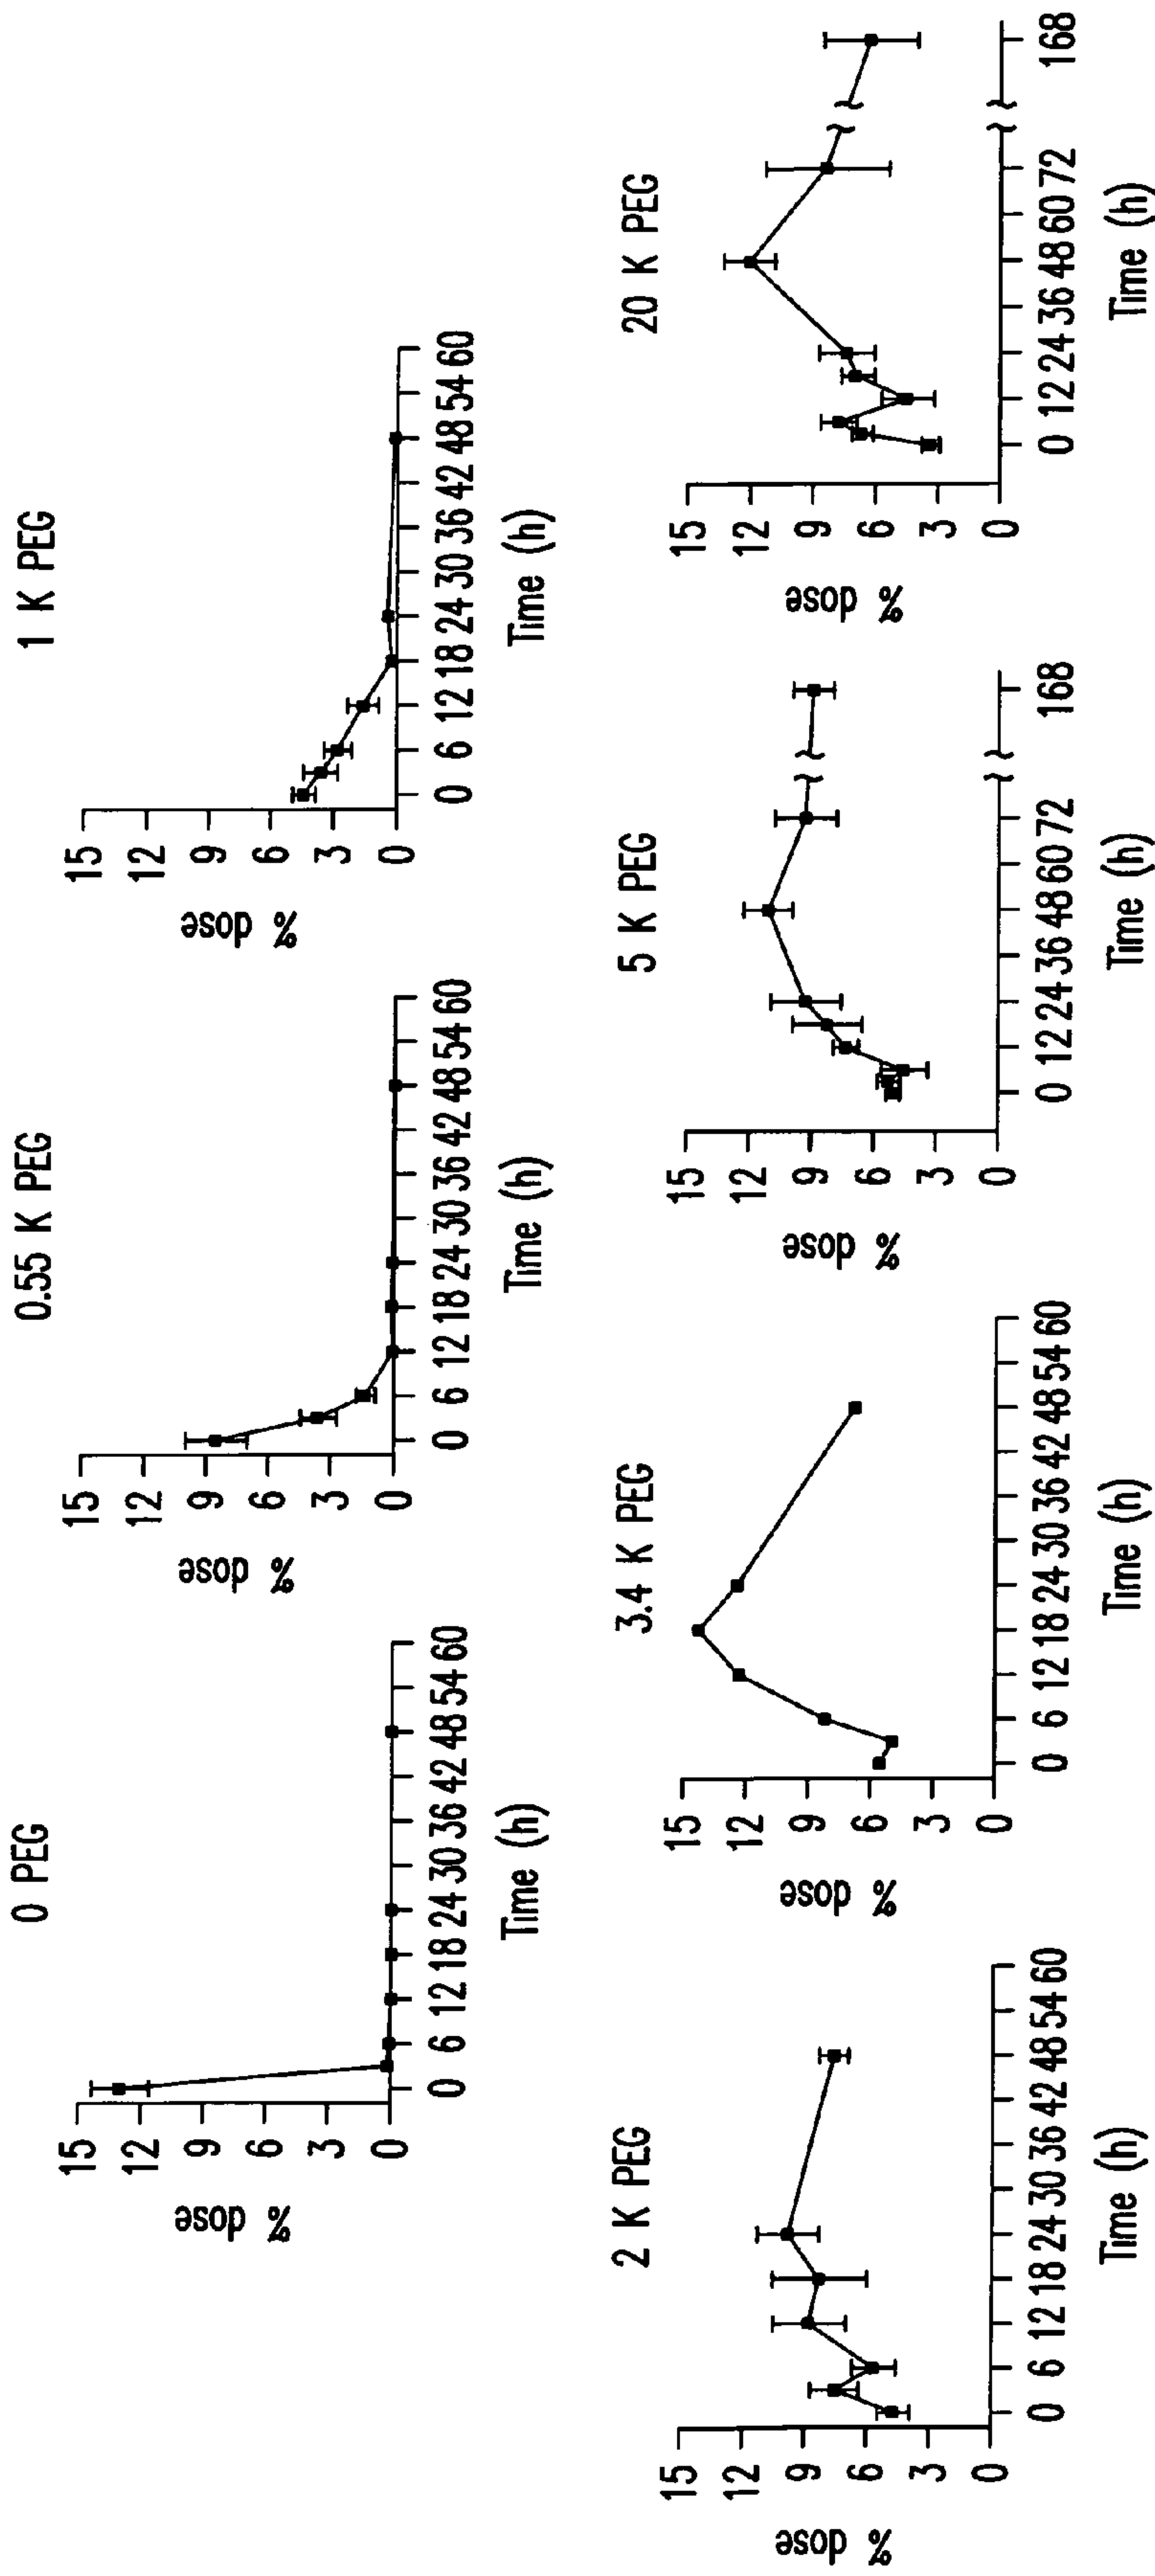 0 PEG
15
12
9
6
3
0
% dose
0 6 12 18 24 30 36 42 48 54 60
Time (h)
0.55 K PEG
15
12
9
6
3
0
% dose
0 6 12 18 24 30 36 42 48 54 60
Time (h)
1 K PEG
15
12
9
6
3
0
% dose
0 6 12 18 24 30 36 42 48 54 60
Time (h)
2 K PEG
15
12
9
6
3
0
% dose
0 6 12 18 24 30 36 42 48 54 60
Time (h)
3.4 K PEG
15
12
9
6
3
0
% dose
0 6 12 18 24 30 36 42 48 54 60
Time (h)
5 K PEG
15
12
9
6
3
0
% dose
0 12 24 36 48 60 72 168
Time (h)
20 K PEG
15
12
9
6
3
0
% dose
0 12 24 36 48 60 72 168
Time (h)